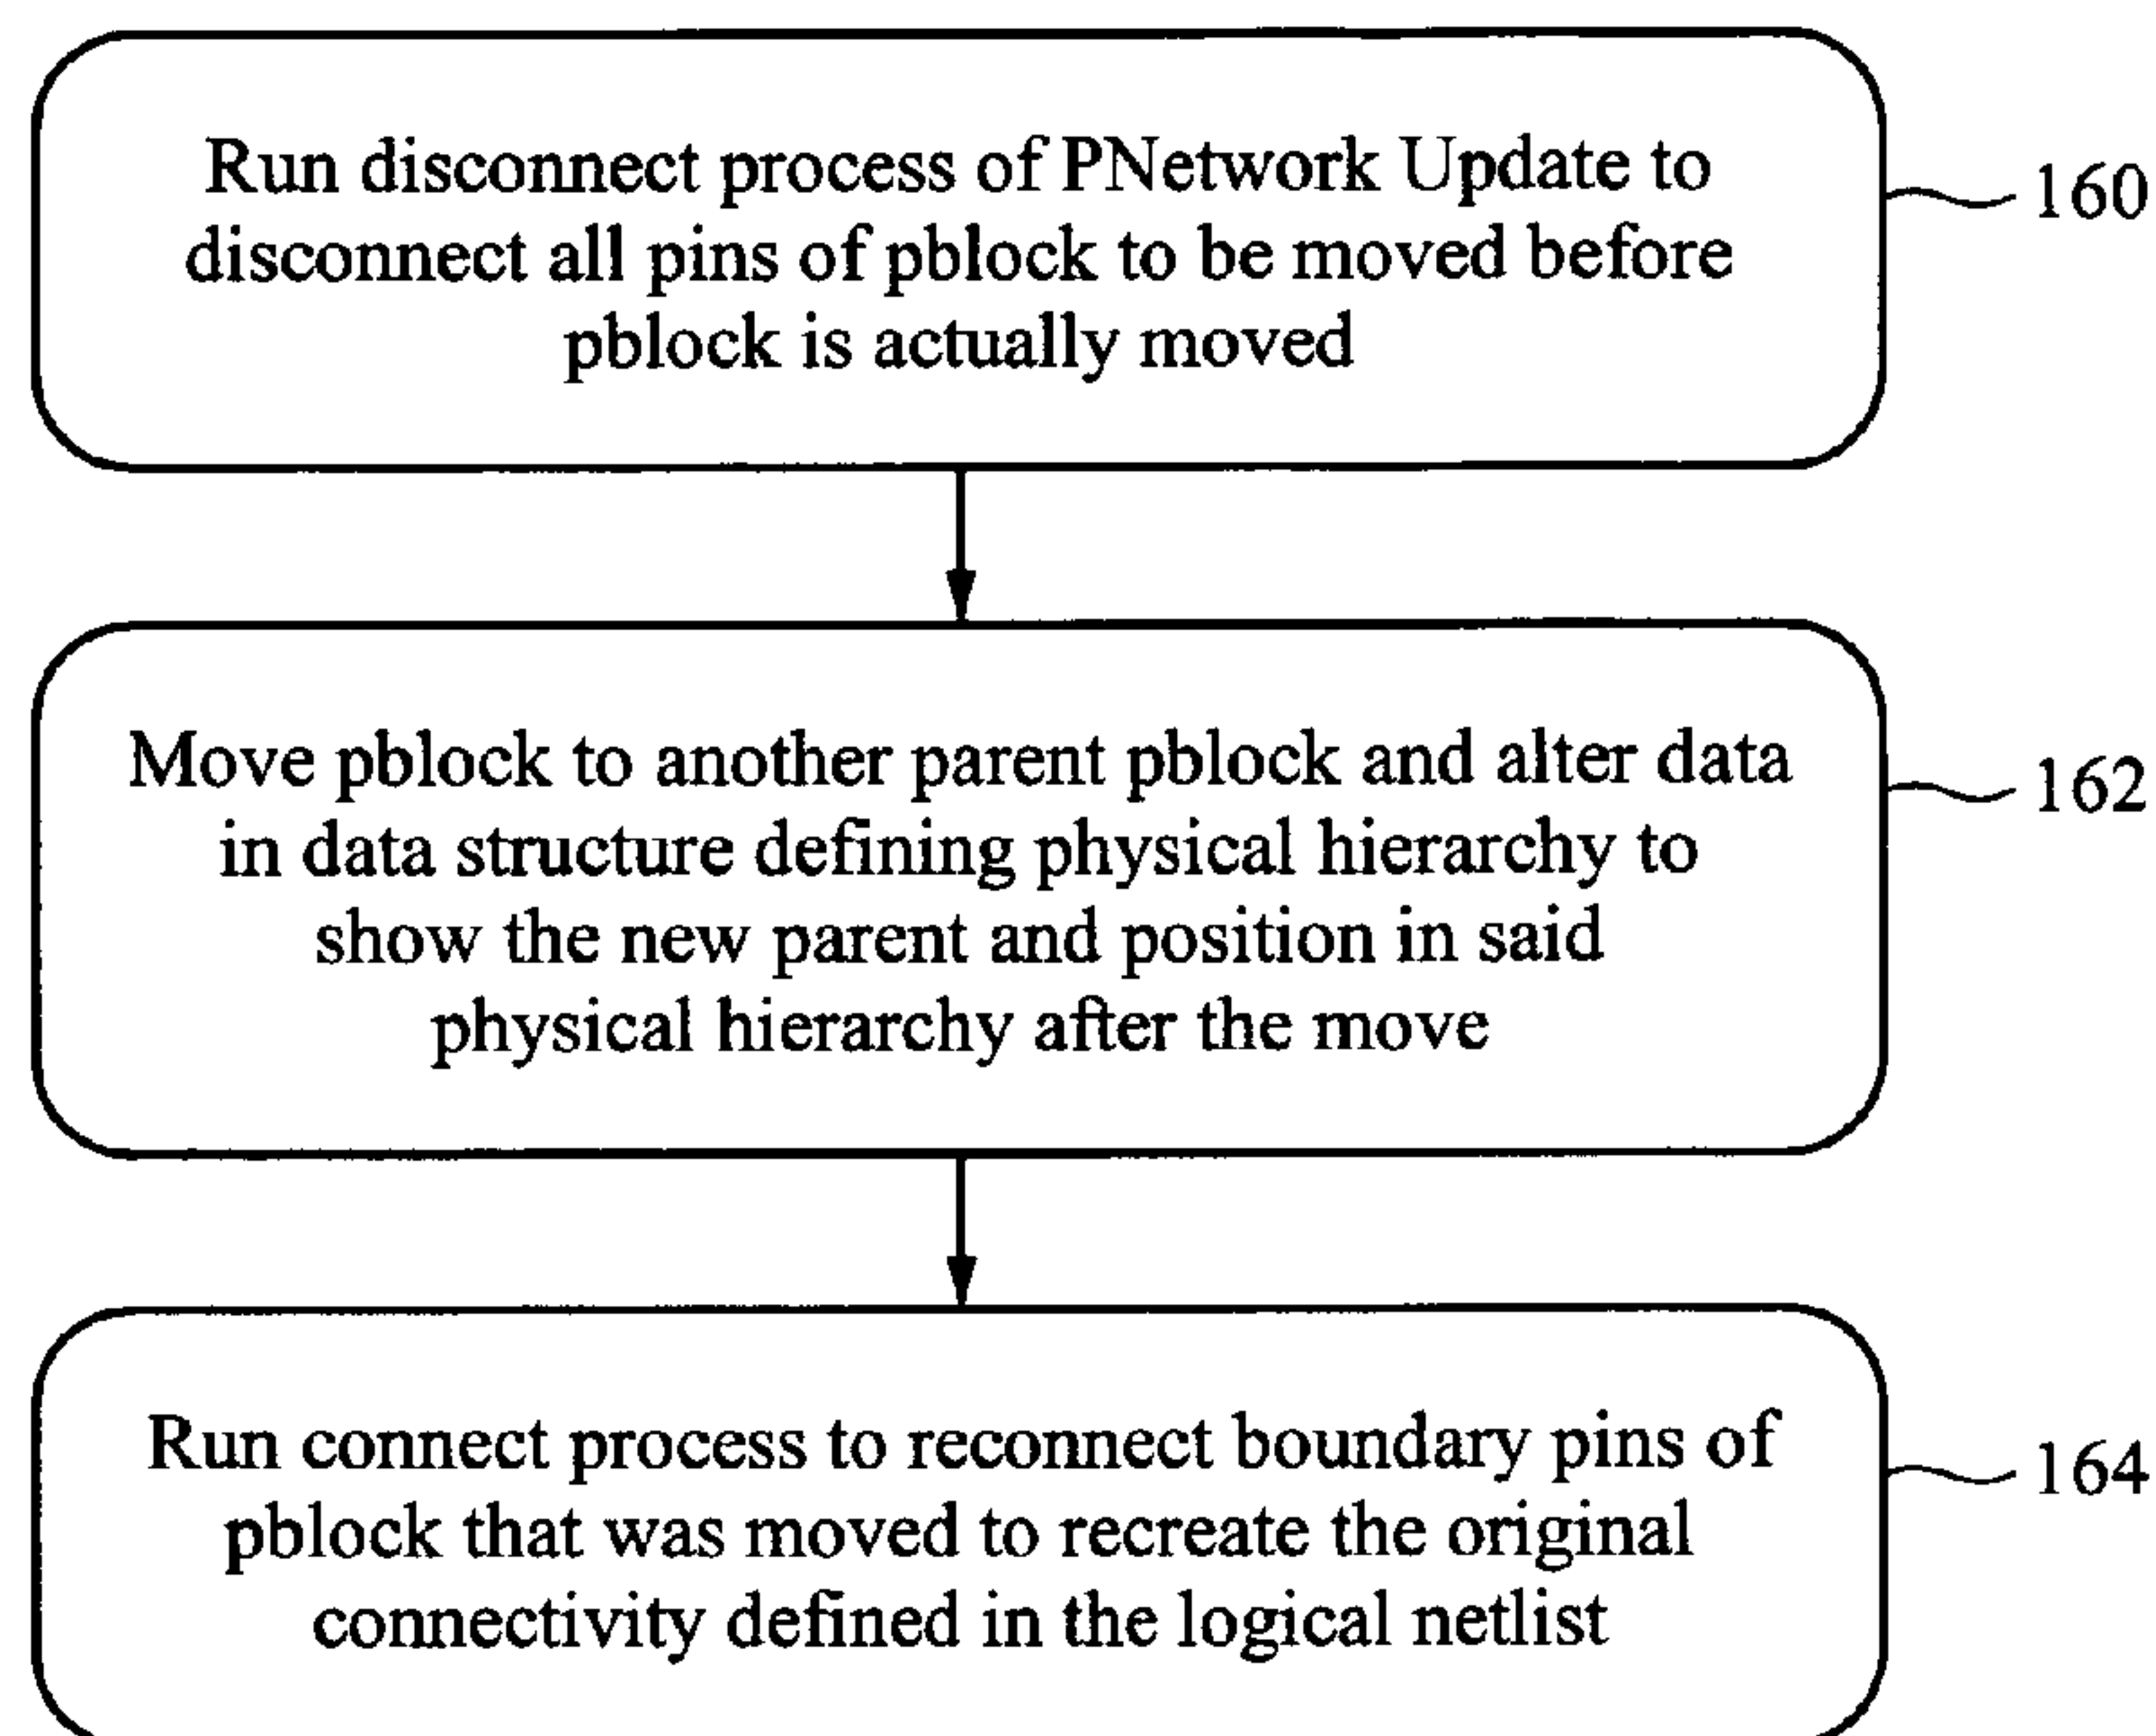 Run disconnect process of PNetwork Update to
disconnect all pins of pblock to be moved before
pblock is actually moved
160
Move pblock to another parent pblock and alter data
in data structure defining physical hierarchy to
show the new parent and position in said
physical hierarchy after the move
162
Run connect process to reconnect boundary pins of
pblock that was moved to recreate the original
connectivity defined in the logical netlist
164